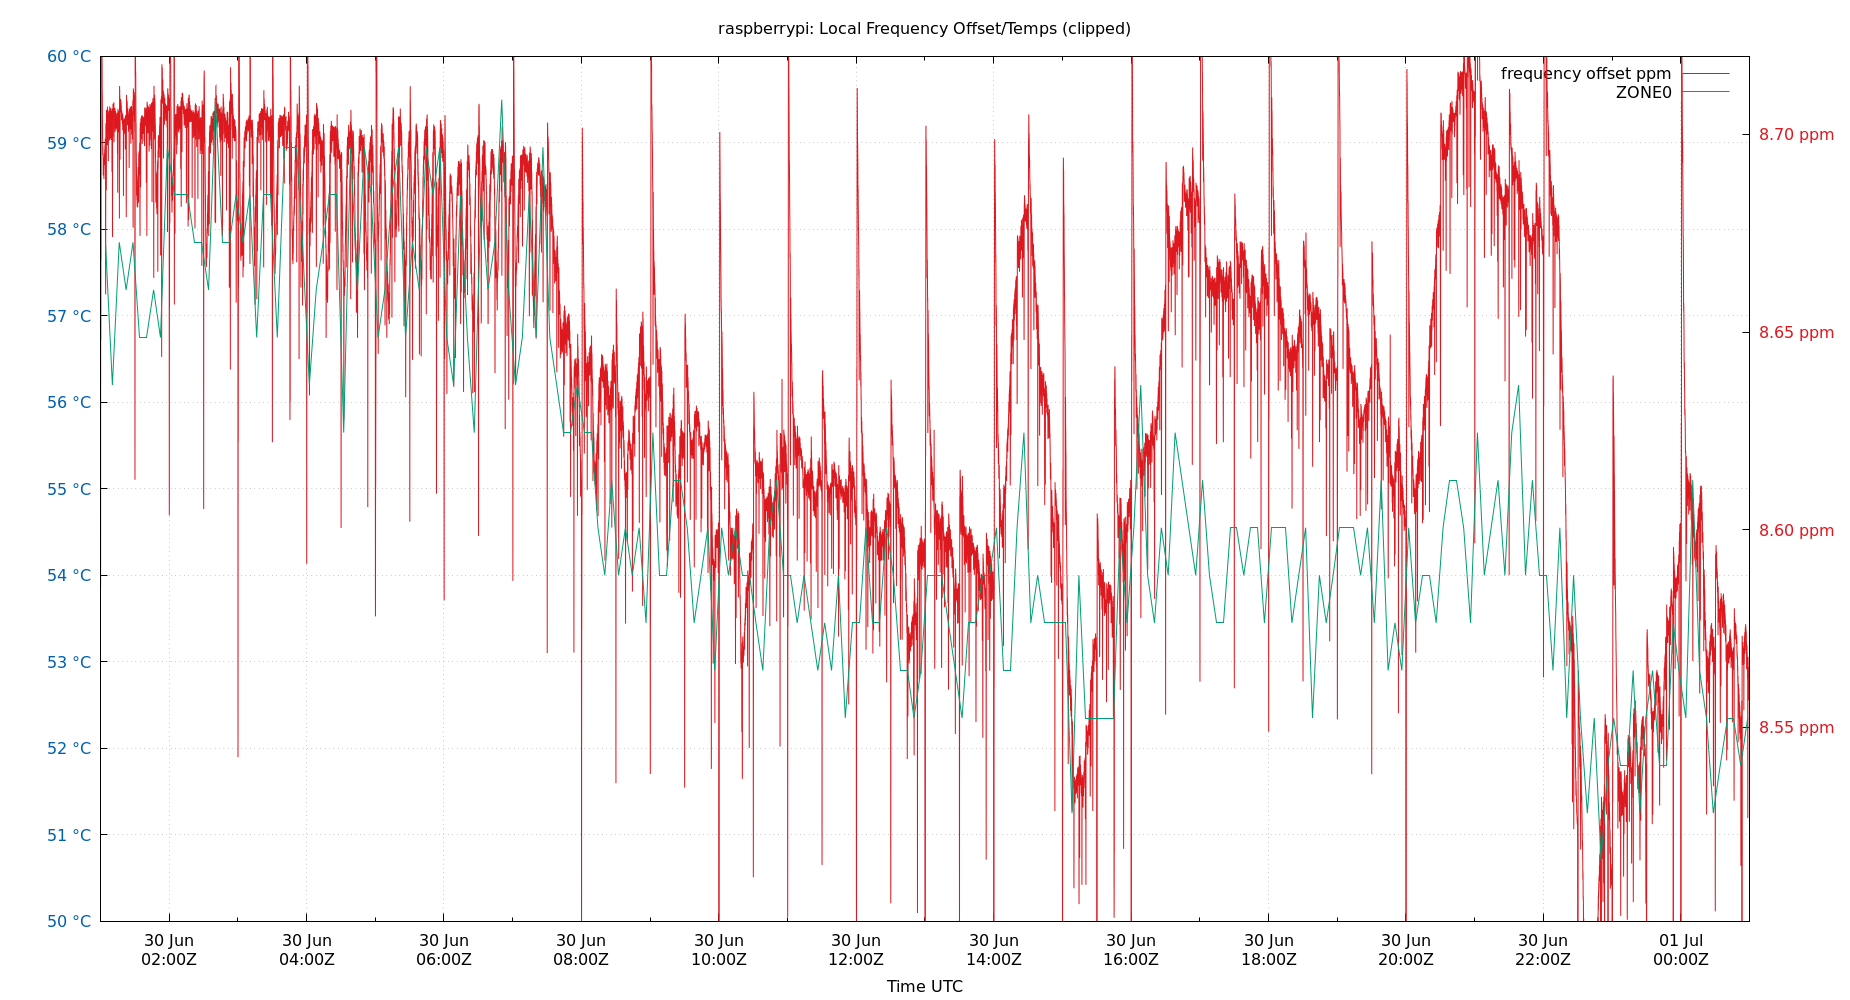 raspberrypi: Local Frequency Offset/Temps (clipped)
60 °C
59 °C
58 °C
57 °C
56 °C
55 °C
54 °C
53 °C
52 °C
51 °C
50 °C
frequency offset ppm
ZONE0
8.70 ppm
8.65 ppm
8.60 ppm
8.55 ppm
30 Jun 30 Jun 30 Jun 30 Jun 30 Jun 30 Jun 30 Jun 30 Jun 30 Jun 30 Jun 30 Jun 01 Jul
02:00Z 04:00Z 06:00Z 08:00Z 10:00Z 12:00Z 14:00Z 16:00Z 18:00Z 20:00Z 22:00Z 00:00Z
Time UTC